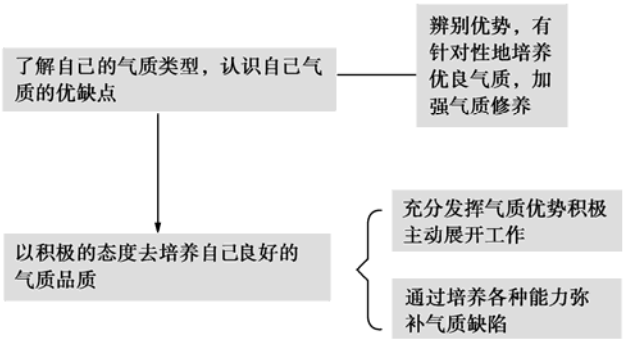 了解自己的气质类型，认识自己气
质的优缺点
辨别优势，有
针对性地培养
优良气质，加
强气质修养
以积极的态度去培养自己良好的
气质品质
充分发挥气质优势积极
主动展开工作
通过培养各种能力弥
补气质缺陷